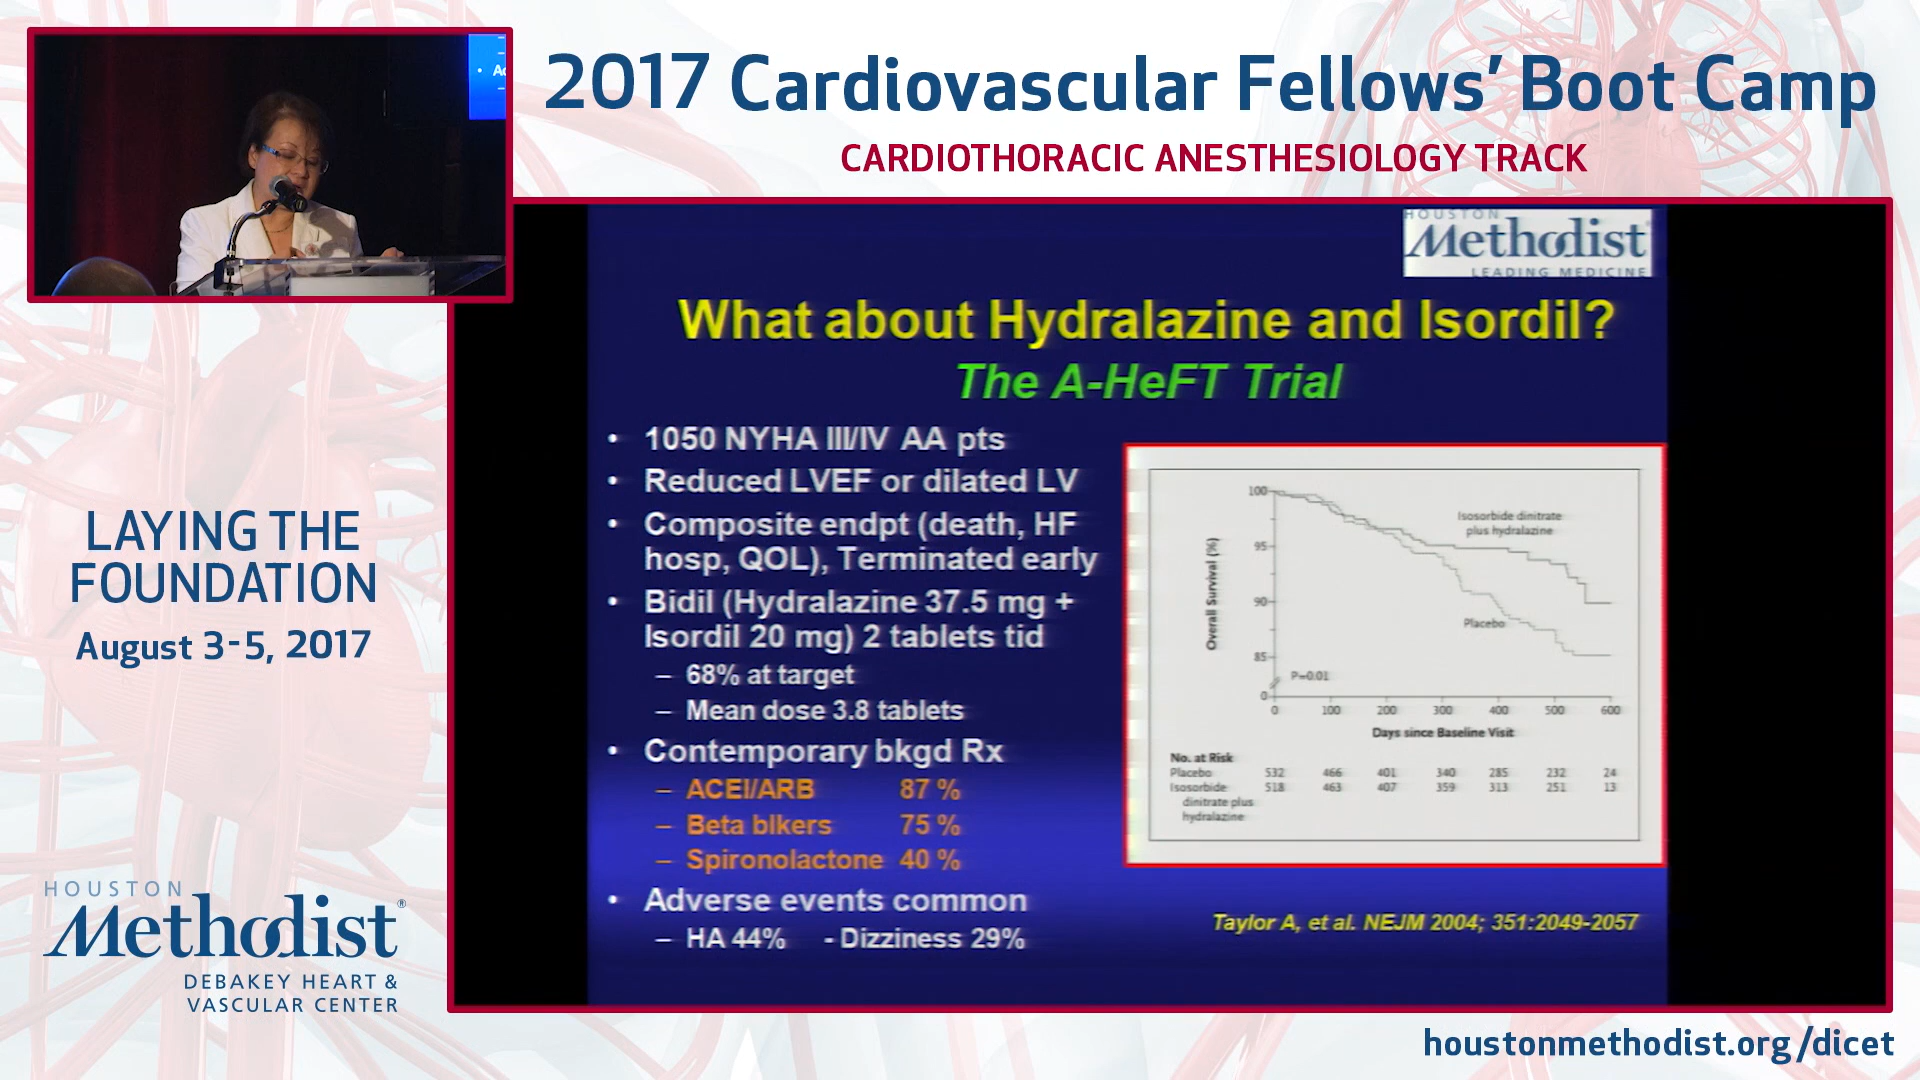 2017 Cardiovascular Fellows' Boot Camp
CARDIOTHORACIC ANESTHESIOLOGY TRACK
LAYING THE
FOUNDATION
August 3-5, 2017
HOUSTON
Methodist®
DEBAKEY HEART &
VASCULAR CENTER
HOUSTON
Methodist
LEADING MEDICINE
What about Hydralazine and Isordil?
The A-HeFT Trial
• 1050 NYHA III/IV AA pts
• Reduced LVEF or dilated LV
• Composite endpt (death, HF
hosp, QOL), Terminated early
• Bidil (Hydralazine 37.5 mg +
Isordil 20 mg) 2 tablets tid
– 68% at target
– Mean dose 3.8 tablets
• Contemporary bkgd Rx
– ACEI/ARB 87 %
– Beta blkers 75 %
– Spironolactone 40 %
• Adverse events common
– HA 44% - Dizziness 29%
100
95
90
85
0
Overall Survival (%)
Isosorbide dinitrate
plus hydralazine
Placebo
P=0.01
0 100 200 300 400 500 600
Days since Baseline Visit
No. at Risk
Placebo 532 466 401 340 285 232 24
Isosorbide 518 463 407 359 313 251 13
dinitrate plus
hydralazine
Taylor A, et al. NEJM 2004; 351:2049-2057
houstonmethodist.org/dicet